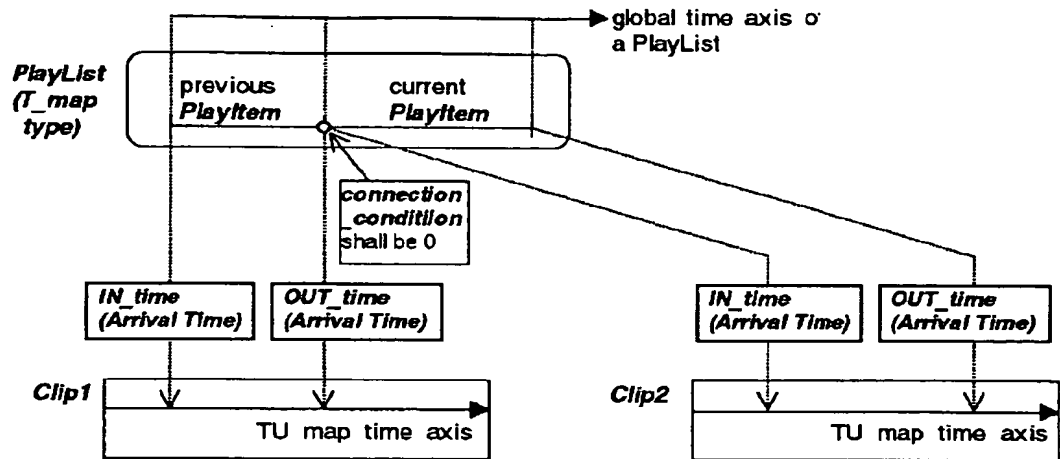 global time axis o
a PlayList
PlayList
(T_map
type)
previous
PlayItem
current
PlayItem
connection
_condition
shall be 0
IN_time
(Arrival Time)
OUT_time
(Arrival Time)
IN_time
(Arrival Time)
OUT_time
(Arrival Time)
Clip1
TU map time axis
Clip2
TU map time axis